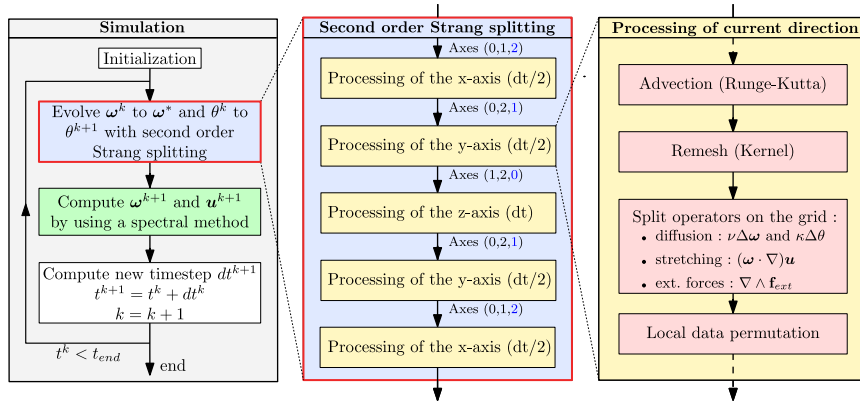 Simulation
Initialization
Evolve ω^k to ω^* and θ^k to
θ^{k+1} with second order
Strang splitting
Compute ω^{k+1} and u^{k+1}
by using a spectral method
Compute new timestep dt^{k+1}
t^{k+1} = t^k + dt^k
k = k + 1
t^k < t_{end}
end
Second order Strang splitting
Axes (0,1,2)
Processing of the x-axis (dt/2)
Axes (0,2,1)
Processing of the y-axis (dt/2)
Axes (1,2,0)
Processing of the z-axis (dt)
Axes (0,2,1)
Processing of the y-axis (dt/2)
Axes (0,1,2)
Processing of the x-axis (dt/2)
Processing of current direction
Advection (Runge-Kutta)
Remesh (Kernel)
Split operators on the grid :
• diffusion : νΔω and κΔθ
• stretching : (ω · ∇)u
• ext. forces : ∇ ∧ f_{ext}
Local data permutation